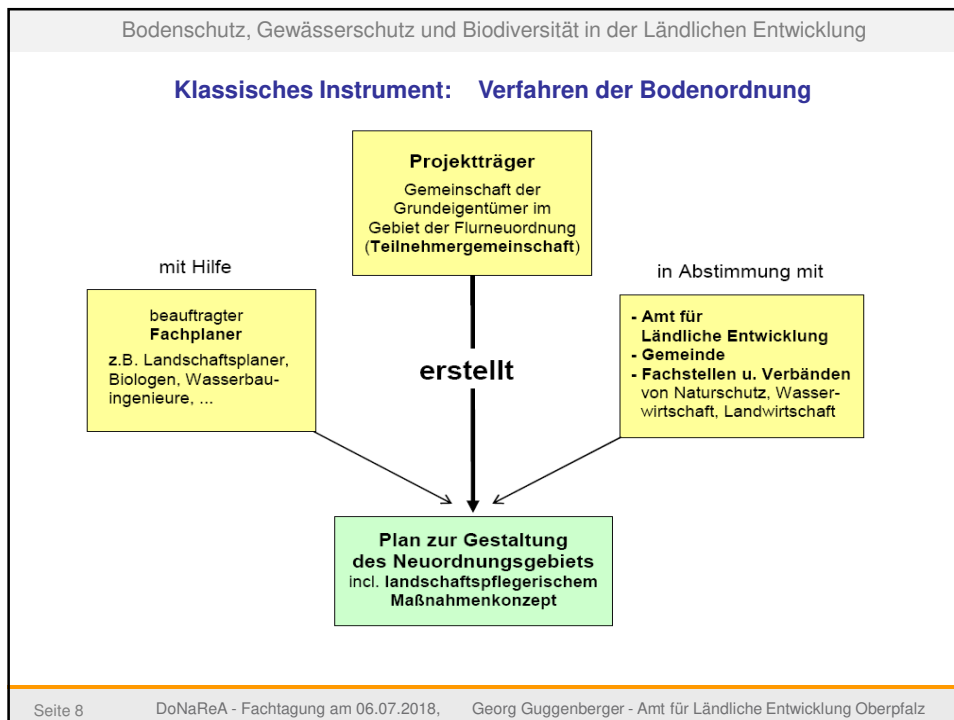 Bodenschutz, Gewässerschutz und Biodiversität in der Ländlichen Entwicklung
Klassisches Instrument: Verfahren der Bodenordnung
Projektträger
Gemeinschaft der
Grundeigentümer im
Gebiet der Flurneuordnung
(Teilnehmergemeinschaft)
mit Hilfe
beauftragter
Fachplaner
z.B. Landschaftsplaner,
Biologen, Wasserbau-
ingenieure, ...
erstellt
in Abstimmung mit
- Amt für
Ländliche Entwicklung
- Gemeinde
- Fachstellen u. Verbänden
von Naturschutz, Wasser-
wirtschaft, Landwirtschaft
Plan zur Gestaltung
des Neuordnungsgebiets
incl. landschaftspflegerischem
Maßnahmenkonzept
Seite 8 DoNaReA - Fachtagung am 06.07.2018, Georg Guggenberger - Amt für Ländliche Entwicklung Oberpfalz